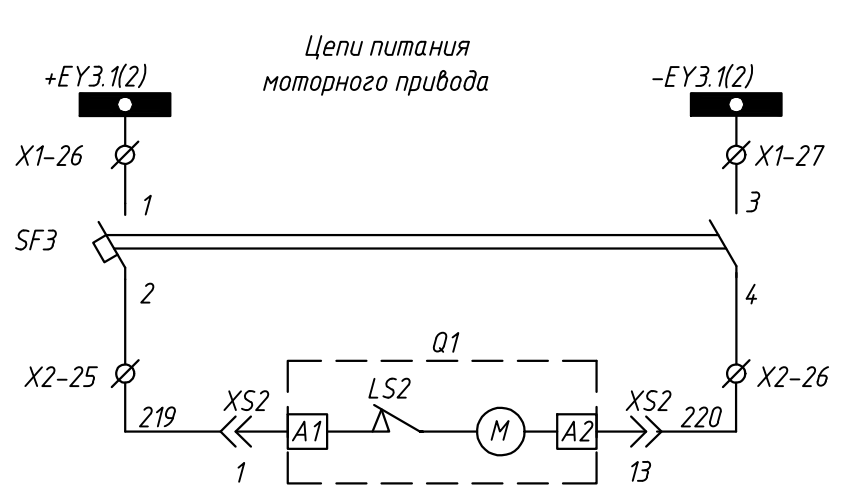 Цепи питания
моторного привода
+EY3.1(2)
-EY3.1(2)
X1-26
X1-27
1
3
SF3
2
4
Q1
X2-25
X2-26
LS2
XS2
XS2
219
220
A1
M
A2
1
13